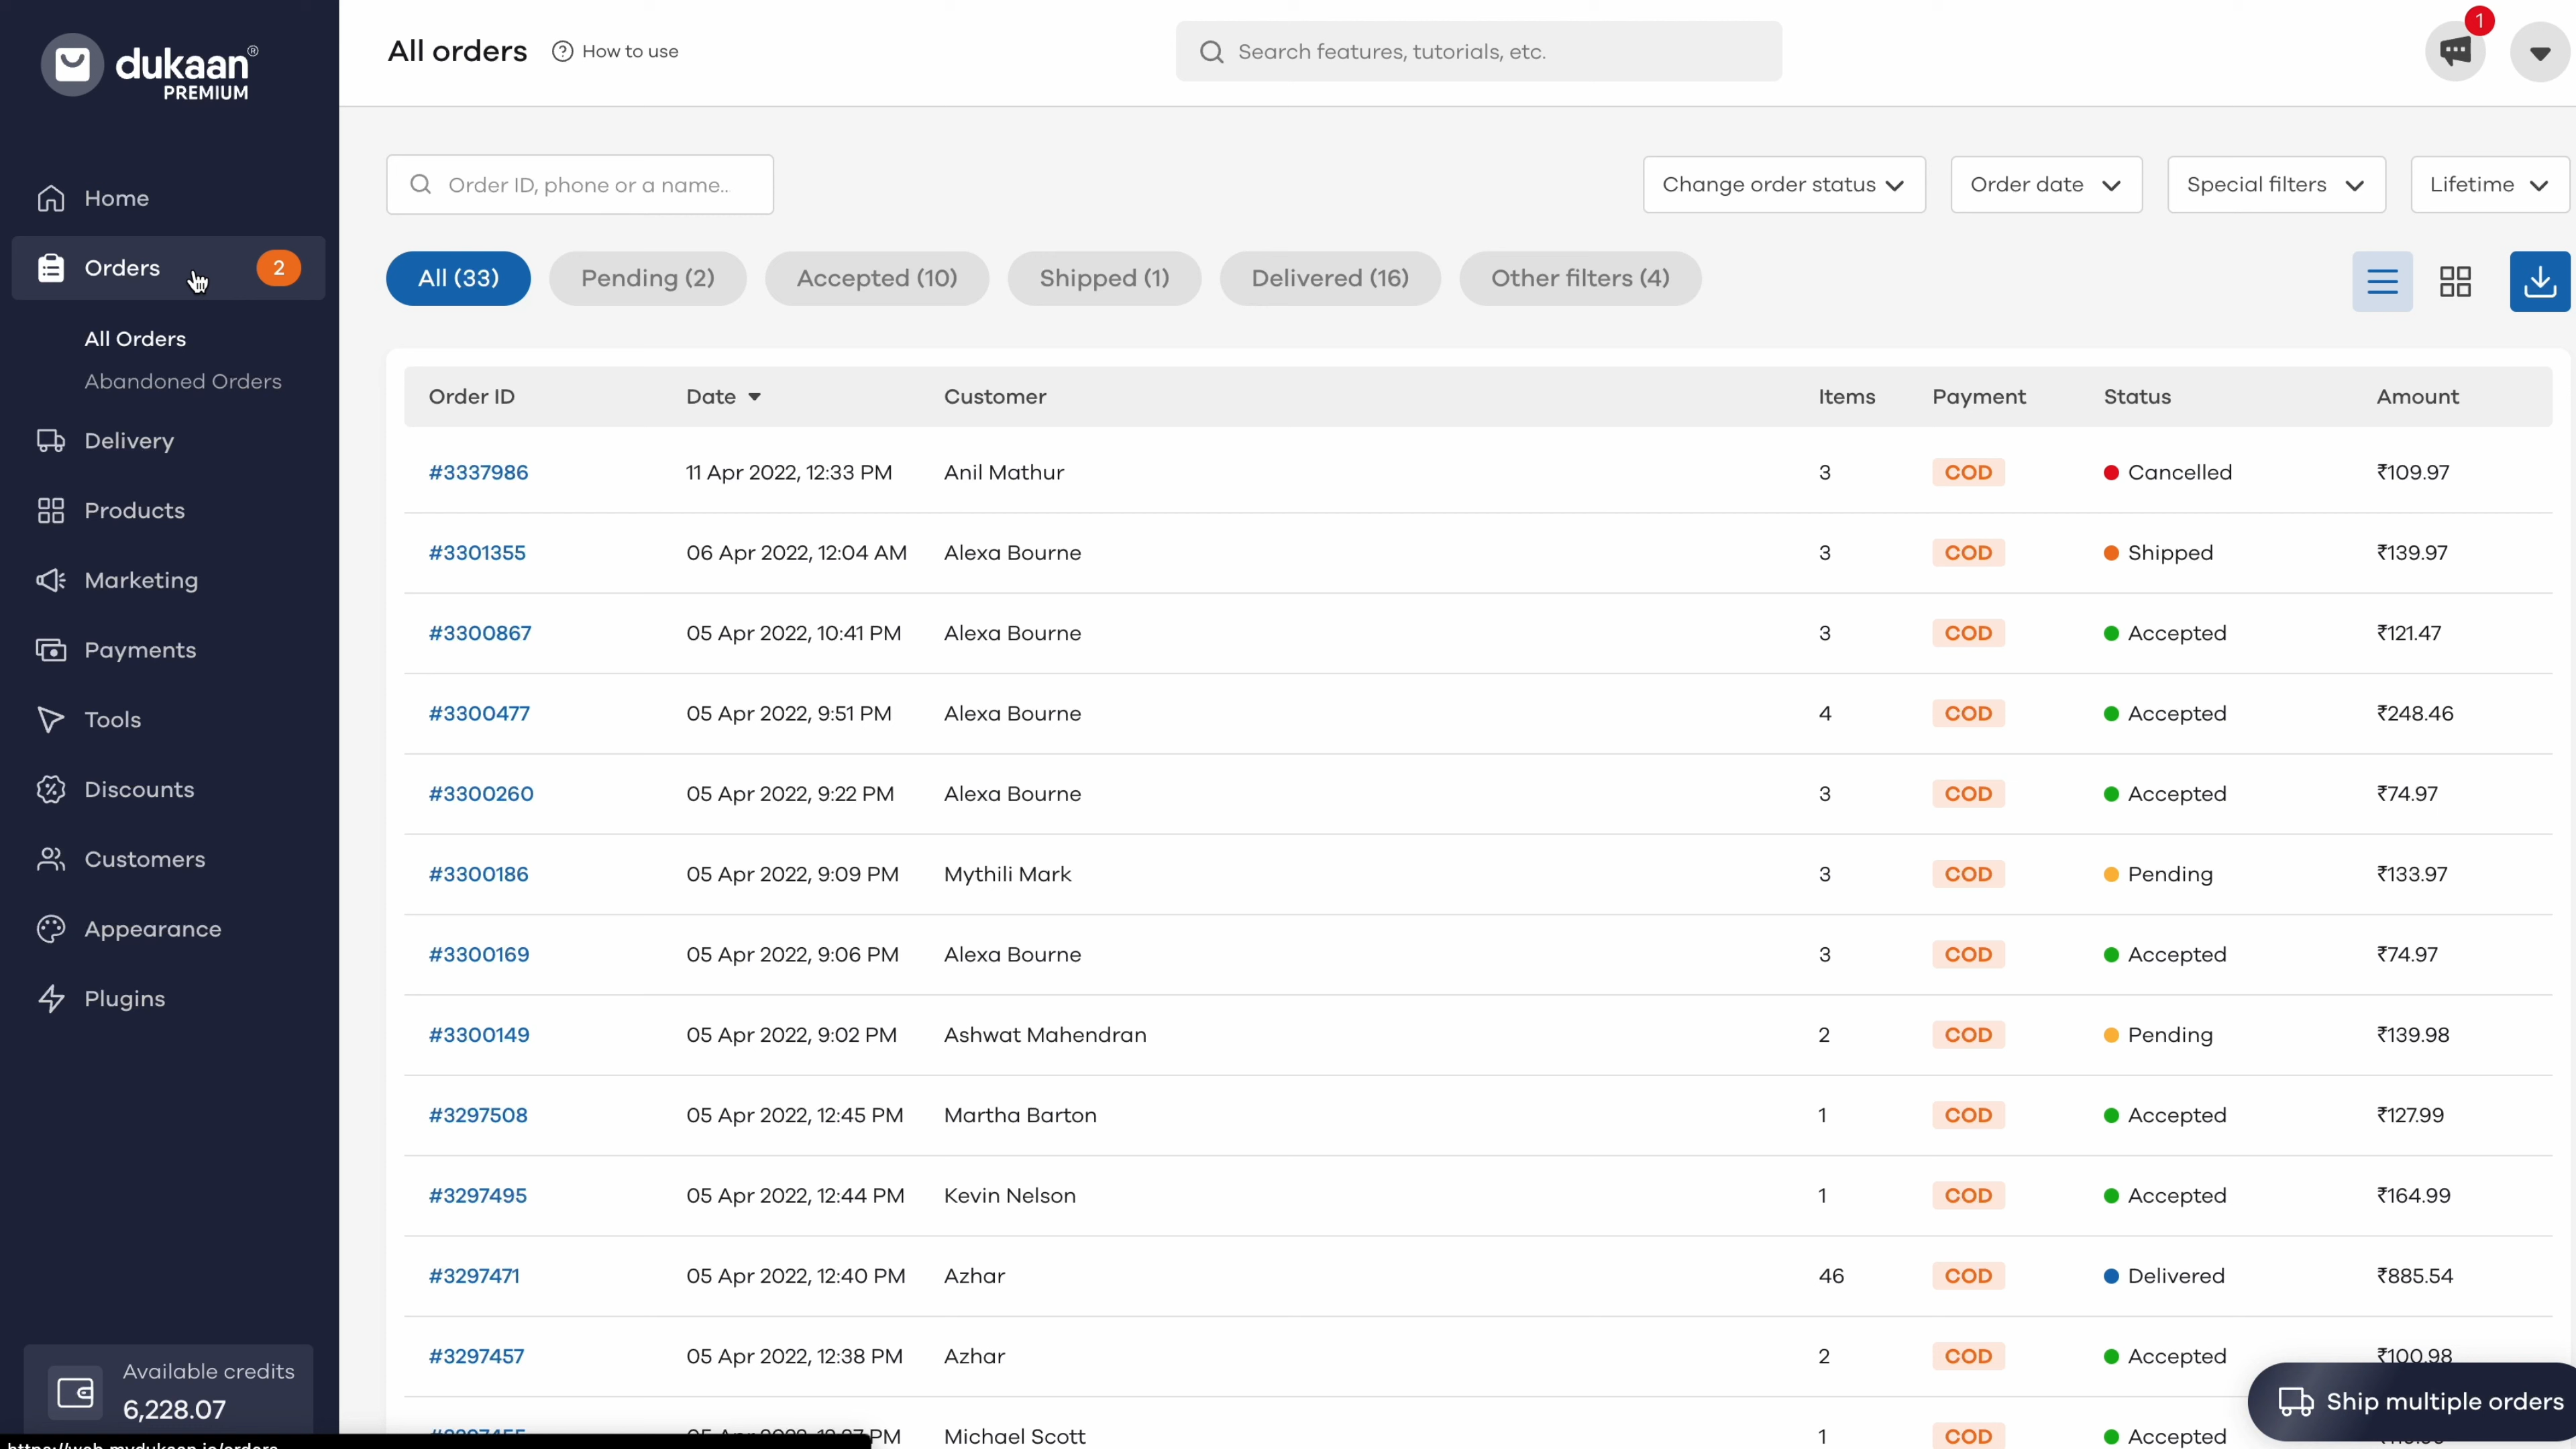 dukaan®
PREMIUM
Home
Orders 2
All Orders
Abandoned Orders
Delivery
Products
Marketing
Payments
Tools
Discounts
Customers
Appearance
Plugins
Available credits
6,228.07
All orders How to use
Search features, tutorials, etc.
1
Order ID, phone or a name..
Change order status Order date Special filters Lifetime
All (33) Pending (2) Accepted (10) Shipped (1) Delivered (16) Other filters (4)
Order ID Date Customer Items Payment Status Amount
#3337986 11 Apr 2022, 12:33 PM Anil Mathur 3 COD Cancelled ₹109.97
#3301355 06 Apr 2022, 12:04 AM Alexa Bourne 3 COD Shipped ₹139.97
#3300867 05 Apr 2022, 10:41 PM Alexa Bourne 3 COD Accepted ₹121.47
#3300477 05 Apr 2022, 9:51 PM Alexa Bourne 4 COD Accepted ₹248.46
#3300260 05 Apr 2022, 9:22 PM Alexa Bourne 3 COD Accepted ₹74.97
#3300186 05 Apr 2022, 9:09 PM Mythili Mark 3 COD Pending ₹133.97
#3300169 05 Apr 2022, 9:06 PM Alexa Bourne 3 COD Accepted ₹74.97
#3300149 05 Apr 2022, 9:02 PM Ashwat Mahendran 2 COD Pending ₹139.98
#3297508 05 Apr 2022, 12:45 PM Martha Barton 1 COD Accepted ₹127.99
#3297495 05 Apr 2022, 12:44 PM Kevin Nelson 1 COD Accepted ₹164.99
#3297471 05 Apr 2022, 12:40 PM Azhar 46 COD Delivered ₹885.54
#3297457 05 Apr 2022, 12:38 PM Azhar 2 COD Accepted ₹100.98
PM Michael Scott 1 COD Accepted
Ship multiple orders